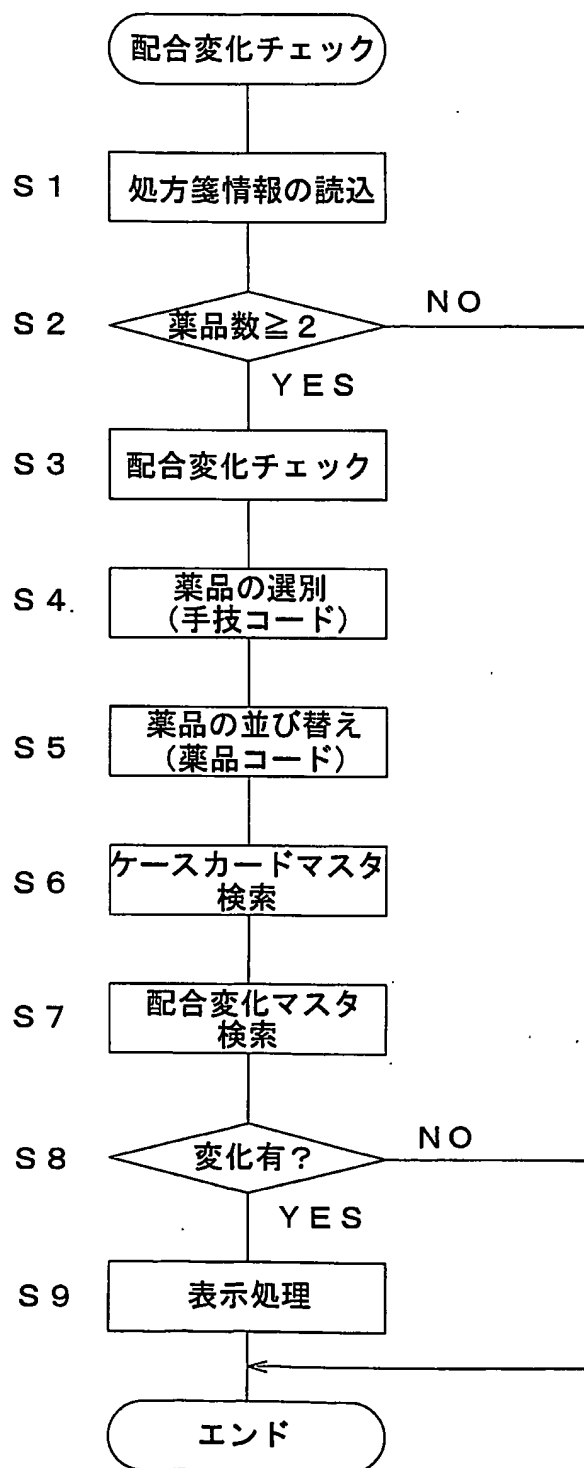 配合変化チェック
S1 処方箋情報の読込
S2 薬品数≧2 NO
YES
S3 配合変化チェック
S4 薬品の選別
(手技コード)
S5 薬品の並び替え
(薬品コード)
S6 ケースカードマスタ
検索
S7 配合変化マスタ
検索
S8 変化有? NO
YES
S9 表示処理
エンド